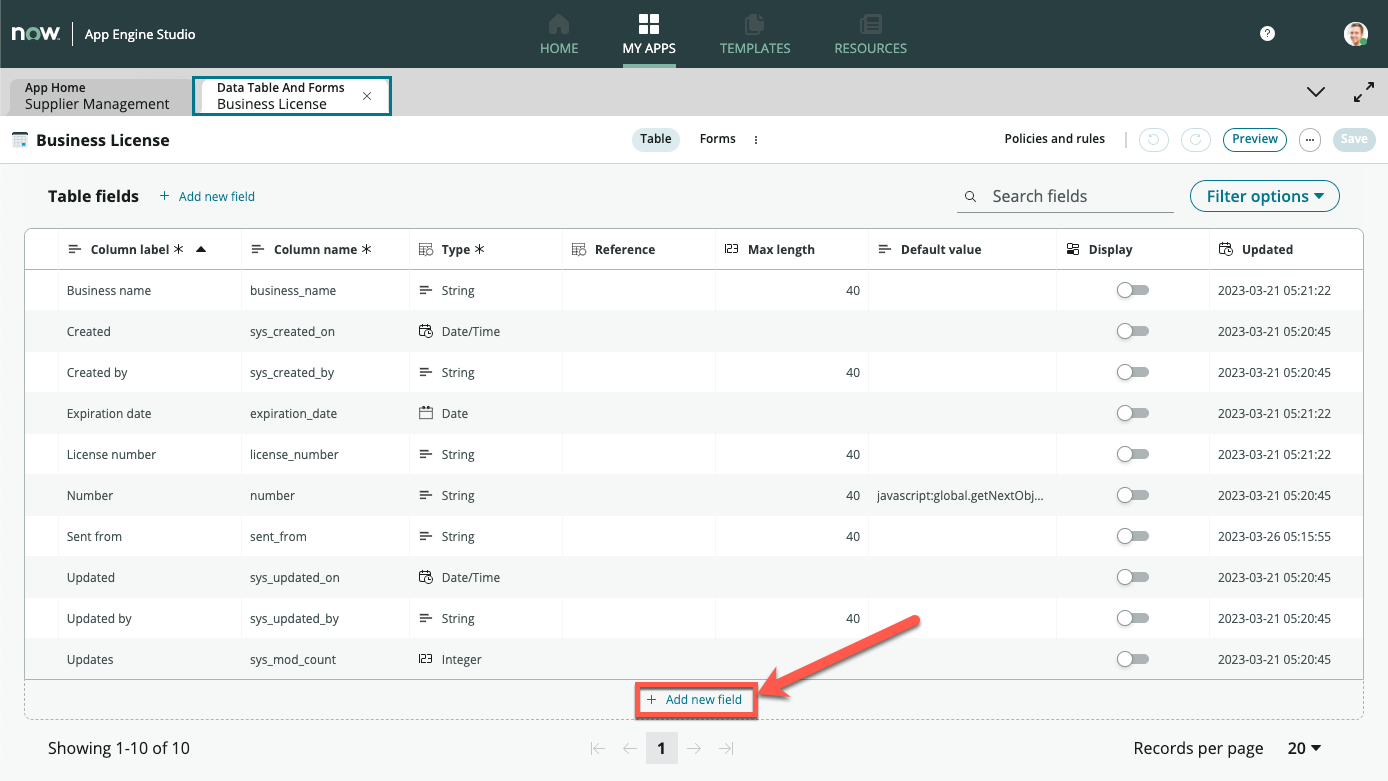 now. App Engine Studio
HOME MY APPS TEMPLATES RESOURCES
?
App Home
Supplier Management
Data Table And Forms
Business License
Business License
Table Forms
Policies and rules Preview ... Save
Table fields + Add new field
Search fields Filter options
Column label * Column name * Type * Reference Max length Default value Display Updated
Business name business_name String 40 2023-03-21 05:21:22
Created sys_created_on Date/Time 2023-03-21 05:20:45
Created by sys_created_by String 40 2023-03-21 05:20:45
Expiration date expiration_date Date 2023-03-21 05:21:22
License number license_number String 40 2023-03-21 05:21:22
Number number String 40 javascript:global.getNextObj... 2023-03-21 05:20:45
Sent from sent_from String 40 2023-03-26 05:15:55
Updated sys_updated_on Date/Time 2023-03-21 05:20:45
Updated by sys_updated_by String 40 2023-03-21 05:20:45
Updates sys_mod_count Integer 2023-03-21 05:20:45
+ Add new field
Showing 1-10 of 10 1 Records per page 20